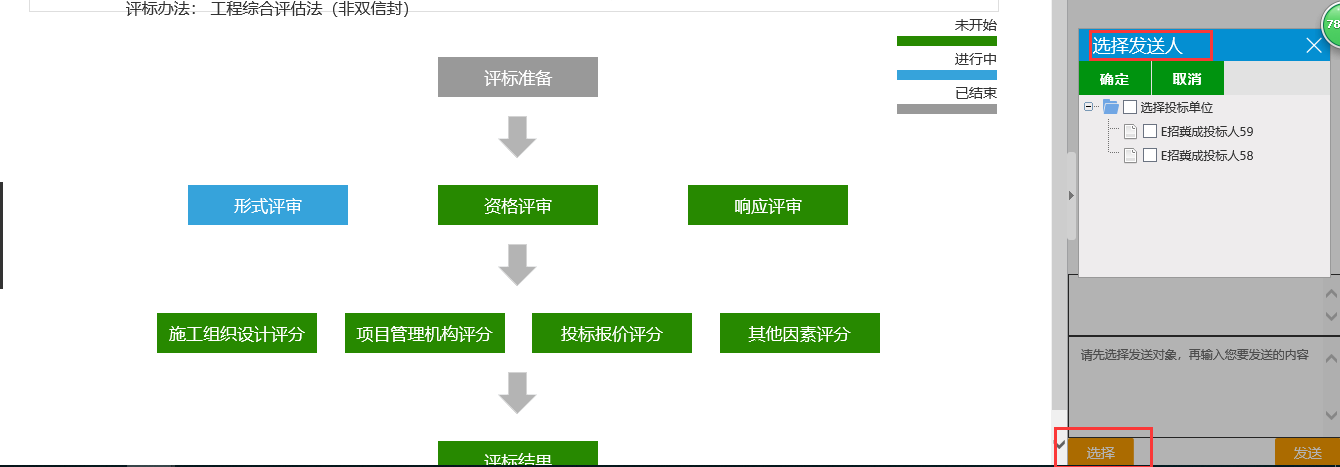 评标办法： 工程综合评估法（非双信封）
未开始
进行中
已结束
评标准备
形式评审
资格评审
响应评审
施工组织设计评分
项目管理机构评分
投标报价评分
其他因素评分
评标结果
78
选择发送人
确定
取消
选择投标单位
E招冀成投标人59
E招冀成投标人58
请先选择发送对象，再输入您要发送的内容
选择
发送